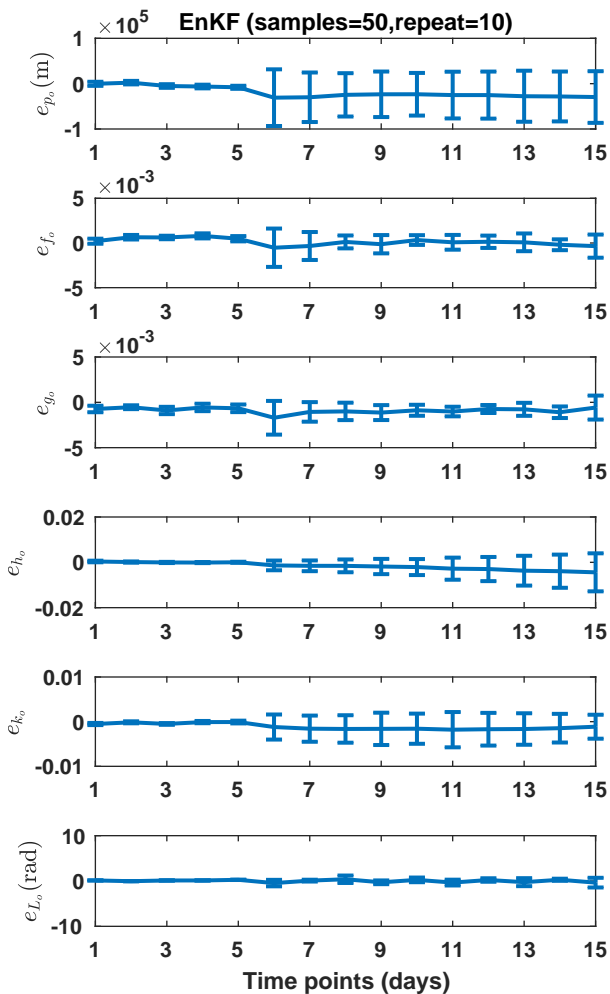 EnKF (samples=50,repeat=10)
×10^5
e_{p_o}(m)
1
0
-1
1 3 5 7 9 11 13 15
×10^-3
e_{f_o}
5
0
-5
1 3 5 7 9 11 13 15
×10^-3
e_{g_o}
5
0
-5
1 3 5 7 9 11 13 15
e_{h_o}
0.02
0
-0.02
1 3 5 7 9 11 13 15
e_{k_o}
0.01
0
-0.01
1 3 5 7 9 11 13 15
e_{L_o}(rad)
10
0
-10
1 3 5 7 9 11 13 15
Time points (days)